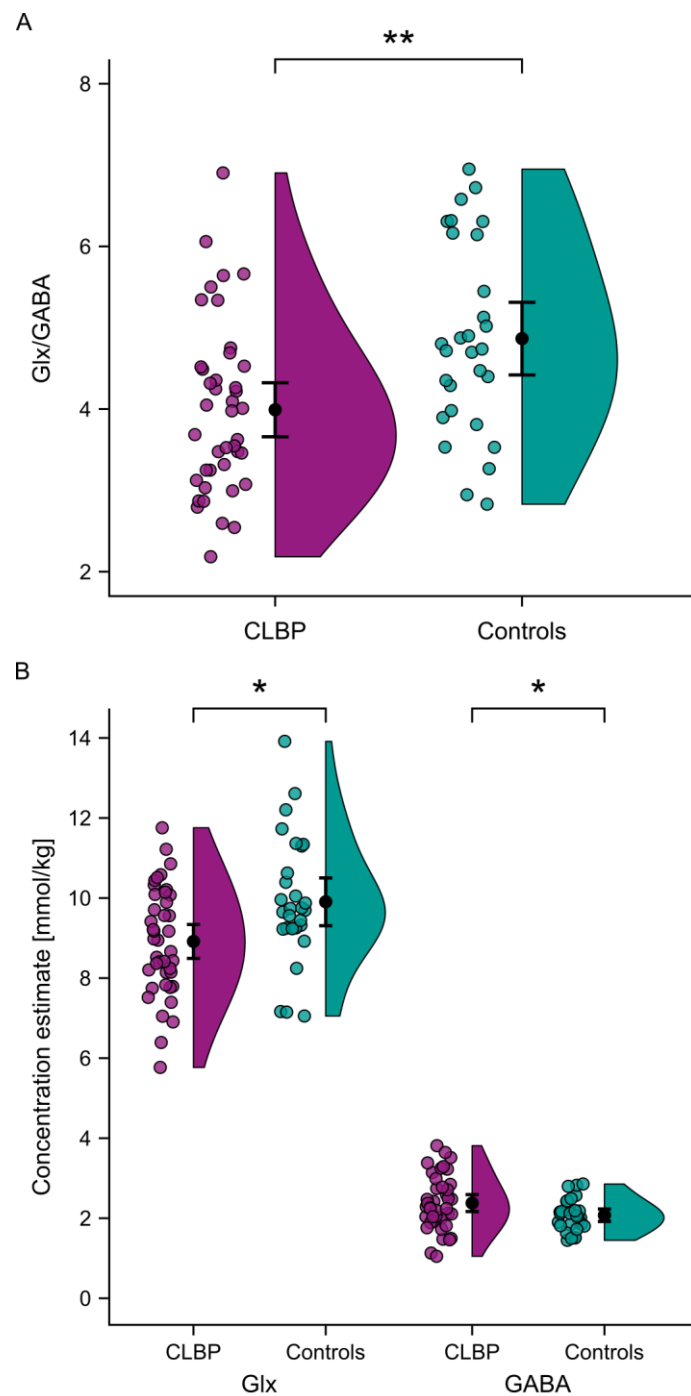 A
**
8
6
4
2
Glx/GABA
CLBP Controls
B
* *
14
12
10
8
6
4
2
0
Concentration estimate [mmol/kg]
CLBP Controls CLBP Controls
Glx GABA